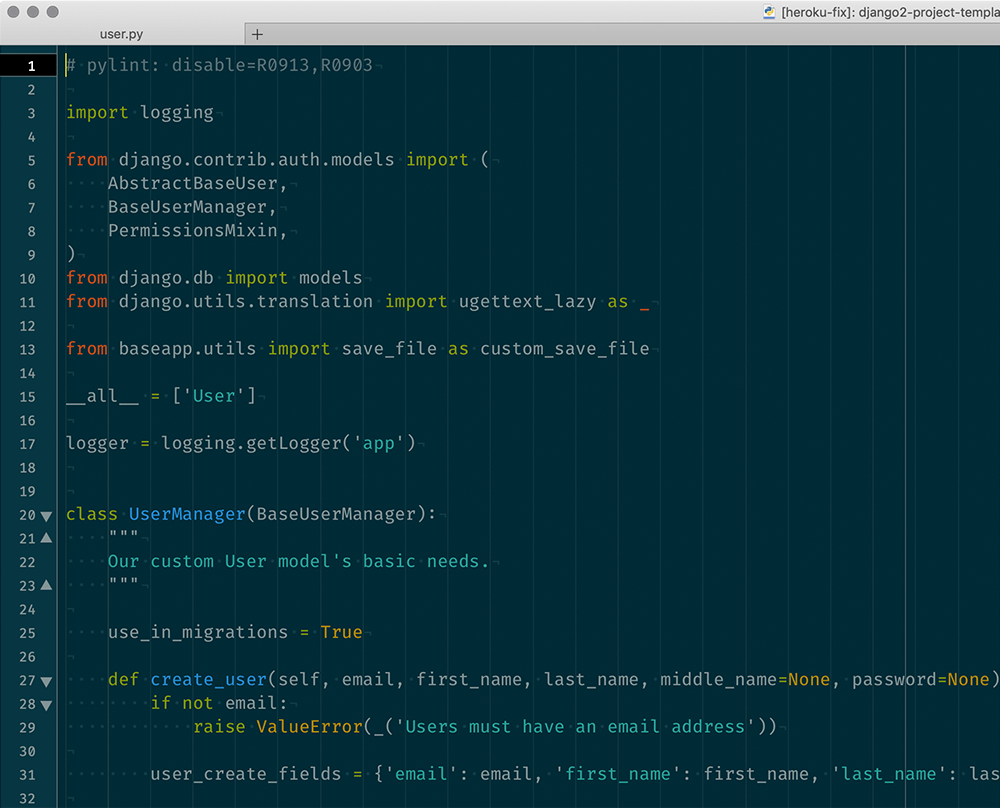 [heroku-fix]: django2-project-templa
user.py +
1 # pylint: disable=R0913,R0903
2
3 import logging
4
5 from django.contrib.auth.models import (
6     AbstractBaseUser,
7     BaseUserManager,
8     PermissionsMixin,
9 )
10 from django.db import models
11 from django.utils.translation import ugettext_lazy as _
12
13 from baseapp.utils import save_file as custom_save_file
14
15 __all__ = ['User']
16
17 logger = logging.getLogger('app')
18
19
20 class UserManager(BaseUserManager):
21     """
22     Our custom User model's basic needs.
23     """
24
25     use_in_migrations = True
26
27     def create_user(self, email, first_name, last_name, middle_name=None, password=None)
28         if not email:
29             raise ValueError(_('Users must have an email address'))
30
31         user_create_fields = {'email': email, 'first_name': first_name, 'last_name': las
32